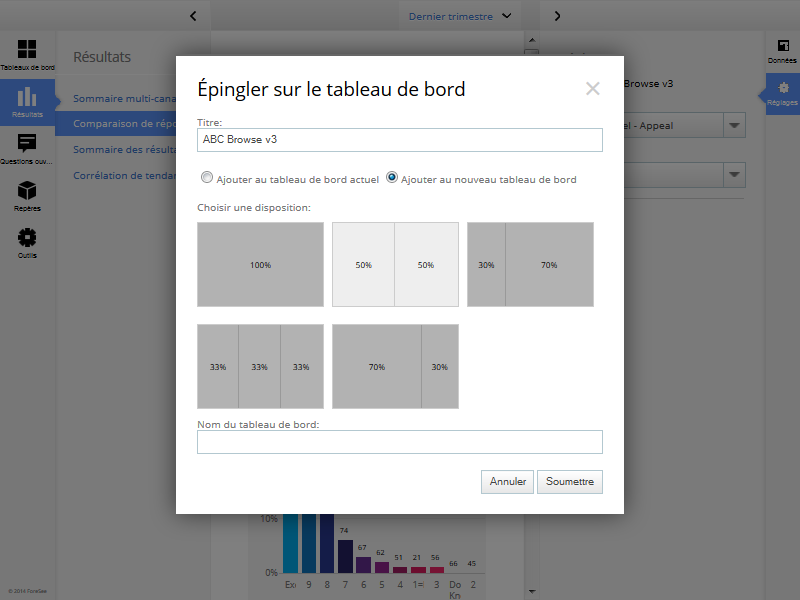 Dernier trimestre
Tableaux de bord
Résultats
Questions ouv...
Repères
Outils
© 2014 ForeSee
Résultats
Sommaire multi-cana
Comparaison de répo
Sommaire des résulta
Corrélation de tendan
Épingler sur le tableau de bord
Titre:
ABC Browse v3
Ajouter au tableau de bord actuel
Ajouter au nouveau tableau de bord
Choisir une disposition:
100%
50% 50%
30% 70%
33% 33% 33%
70% 30%
Nom du tableau de bord:
Annuler
Soumettre
Browse v3
el - Appeal
Données
Réglages
10%
0%
74 67 62 51 21 56 66 45
9 8 7 6 5 4 3 Do 2
Kn